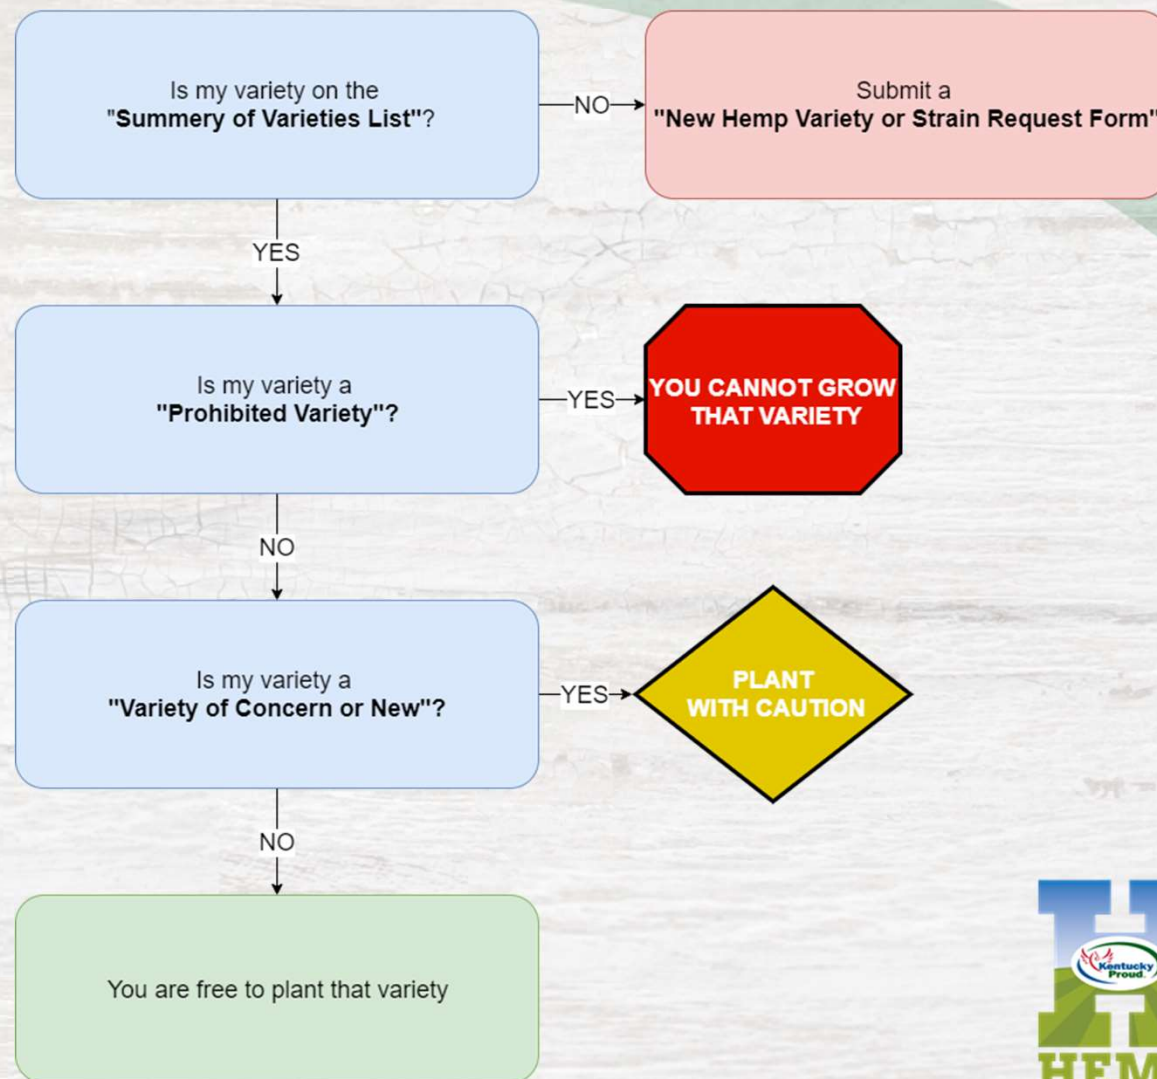 Is my variety on the
"Summery of Varieties List"?
NO
Submit a
"New Hemp Variety or Strain Request Form"
YES
Is my variety a
"Prohibited Variety"?
YES
YOU CANNOT GROW
THAT VARIETY
NO
Is my variety a
"Variety of Concern or New"?
YES
PLANT
WITH CAUTION
NO
You are free to plant that variety
Kentucky
Proud.
HEM